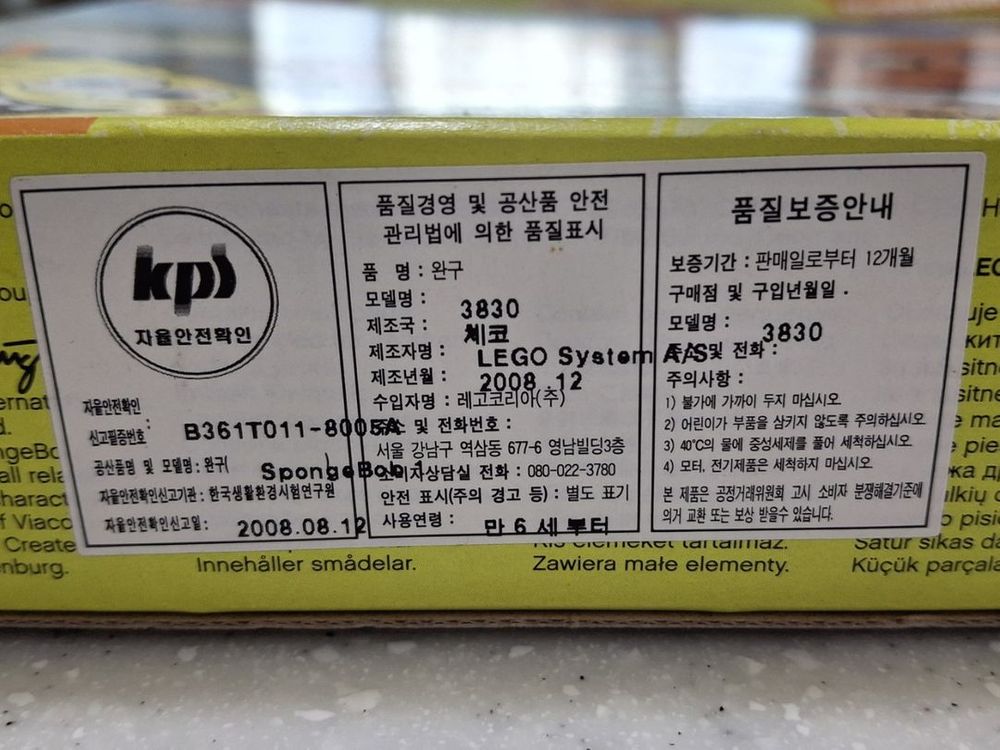 kps
자율안전확인
자율안전확인
신고필증번호 : B361T011-8005A
공산품명 및 모델명 : 완구( SpongeBob 1 )
자율안전확인신고기관 : 한국생활환경시험연구원
자율안전확인신고일 : 2008.08.12
품질경영 및 공산품 안전
관리법에 의한 품질표시
품 명 : 완구
모델명 : 3830
제조국 : 체코
제조자명 : LEGO System A/S
제조년월 : 2008 .12
수입자명 : 레고코리아(주)
주소 및 전화번호 :
서울 강남구 역삼동 677-6 영남빌딩3층
소비자상담실 전화 : 080-022-3780
안전 표시(주의 경고 등) : 별도 표기
사용연령 : 만 6 세 부터
품질보증안내
보증기간 : 판매일로부터 12개월
구매점 및 구입년월일 .
모델명 : 3830
주소 및 전화 :
주의사항 :
1) 불가에 가까이 두지 마십시오.
2) 어린이가 부품을 삼키지 않도록 주의하십시오.
3) 40℃의 물에 중성세제를 풀어 세척하십시오.
4) 모터, 전기제품은 세척하지 마십시오.
본 제품은 공정거래위원회 고시 소비자 분쟁해결기준에
의거 교환 또는 보상 받을수 있습니다.
Create
nburg.
Innehåller smådelar.
Kis elemeket tartalmaz.
Zawiera małe elementy.
Satur sīkas da
Küçük parçala